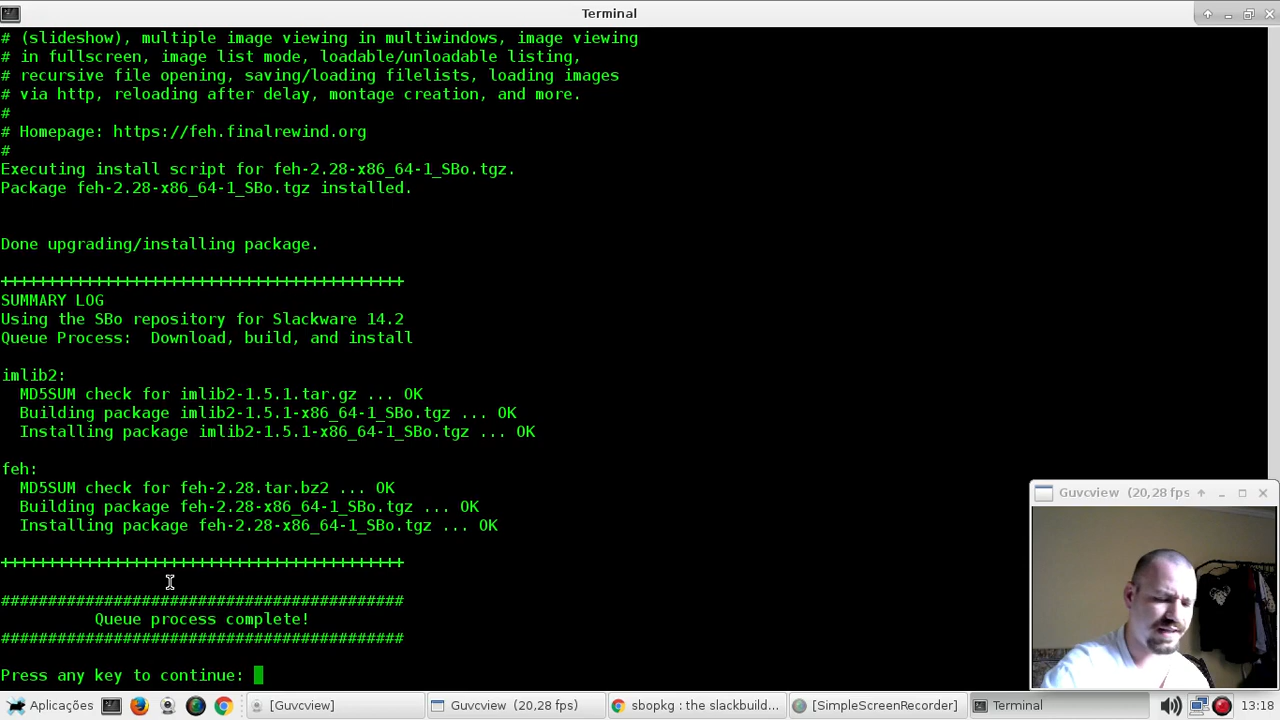 Terminal
# (slideshow), multiple image viewing in multiwindows, image viewing
# in fullscreen, image list mode, loadable/unloadable listing,
# recursive file opening, saving/loading filelists, loading images
# via http, reloading after delay, montage creation, and more.
#
# Homepage: https://feh.finalrewind.org
#
Executing install script for feh-2.28-x86_64-1_SBo.tgz.
Package feh-2.28-x86_64-1_SBo.tgz installed.
Done upgrading/installing package.
+++++++++++++++++++++++++++++++++++++++++++
SUMMARY LOG
Using the SBo repository for Slackware 14.2
Queue Process:  Download, build, and install
imlib2:
MD5SUM check for imlib2-1.5.1.tar.gz ... OK
Building package imlib2-1.5.1-x86_64-1_SBo.tgz ... OK
Installing package imlib2-1.5.1-x86_64-1_SBo.tgz ... OK
feh:
MD5SUM check for feh-2.28.tar.bz2 ... OK
Building package feh-2.28-x86_64-1_SBo.tgz ... OK
Installing package feh-2.28-x86_64-1_SBo.tgz ... OK
+++++++++++++++++++++++++++++++++++++++++++
###########################################
Queue process complete!
###########################################
Press any key to continue:
Guvcview (20,28 fps
Aplicações
[Guvcview]
Guvcview (20,28 fps)
sbopkg : the slackbuild...
[SimpleScreenRecorder]
Terminal
13:18